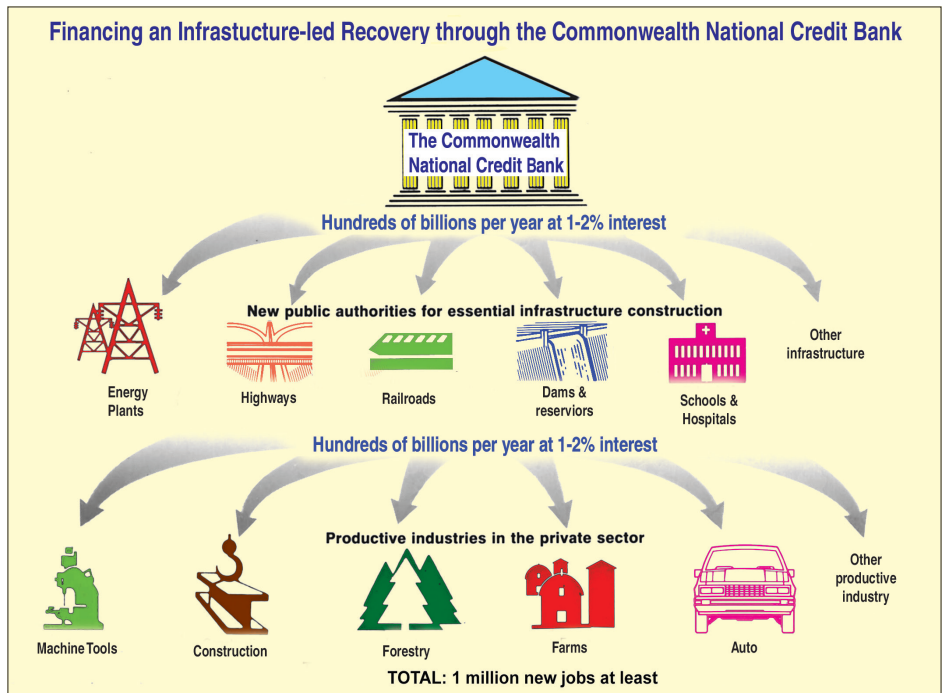 Financing an Infrastucture-led Recovery through the Commonwealth National Credit Bank
The Commonwealth
National Credit Bank
Hundreds of billions per year at 1-2% interest
New public authorities for essential infrastructure construction
Energy
Plants
Highways
Railroads
Dams &
reserviors
Schools &
Hospitals
Other
infrastructure
Hundreds of billions per year at 1-2% interest
Productive industries in the private sector
Machine Tools
Construction
Forestry
Farms
Auto
Other
productive
industry
TOTAL: 1 million new jobs at least